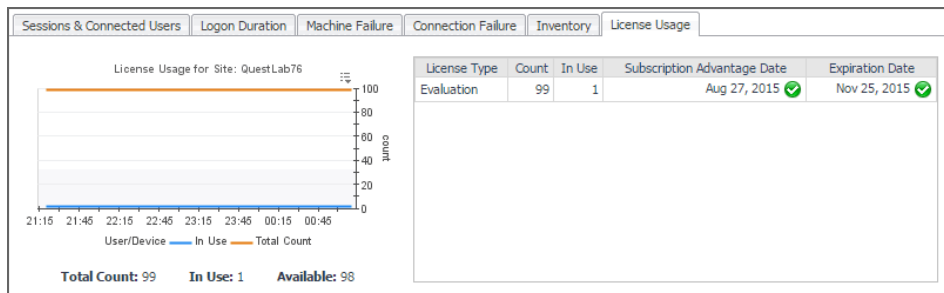 Sessions & Connected Users Logon Duration Machine Failure Connection Failure Inventory License Usage
License Usage for Site: QuestLab76
100
80
60
40
20
0
count
21:15 21:45 22:15 22:45 23:15 23:45 00:15 00:45
User/Device In Use Total Count
Total Count: 99 In Use: 1 Available: 98
License Type Count In Use Subscription Advantage Date Expiration Date
Evaluation 99 1 Aug 27, 2015 Nov 25, 2015